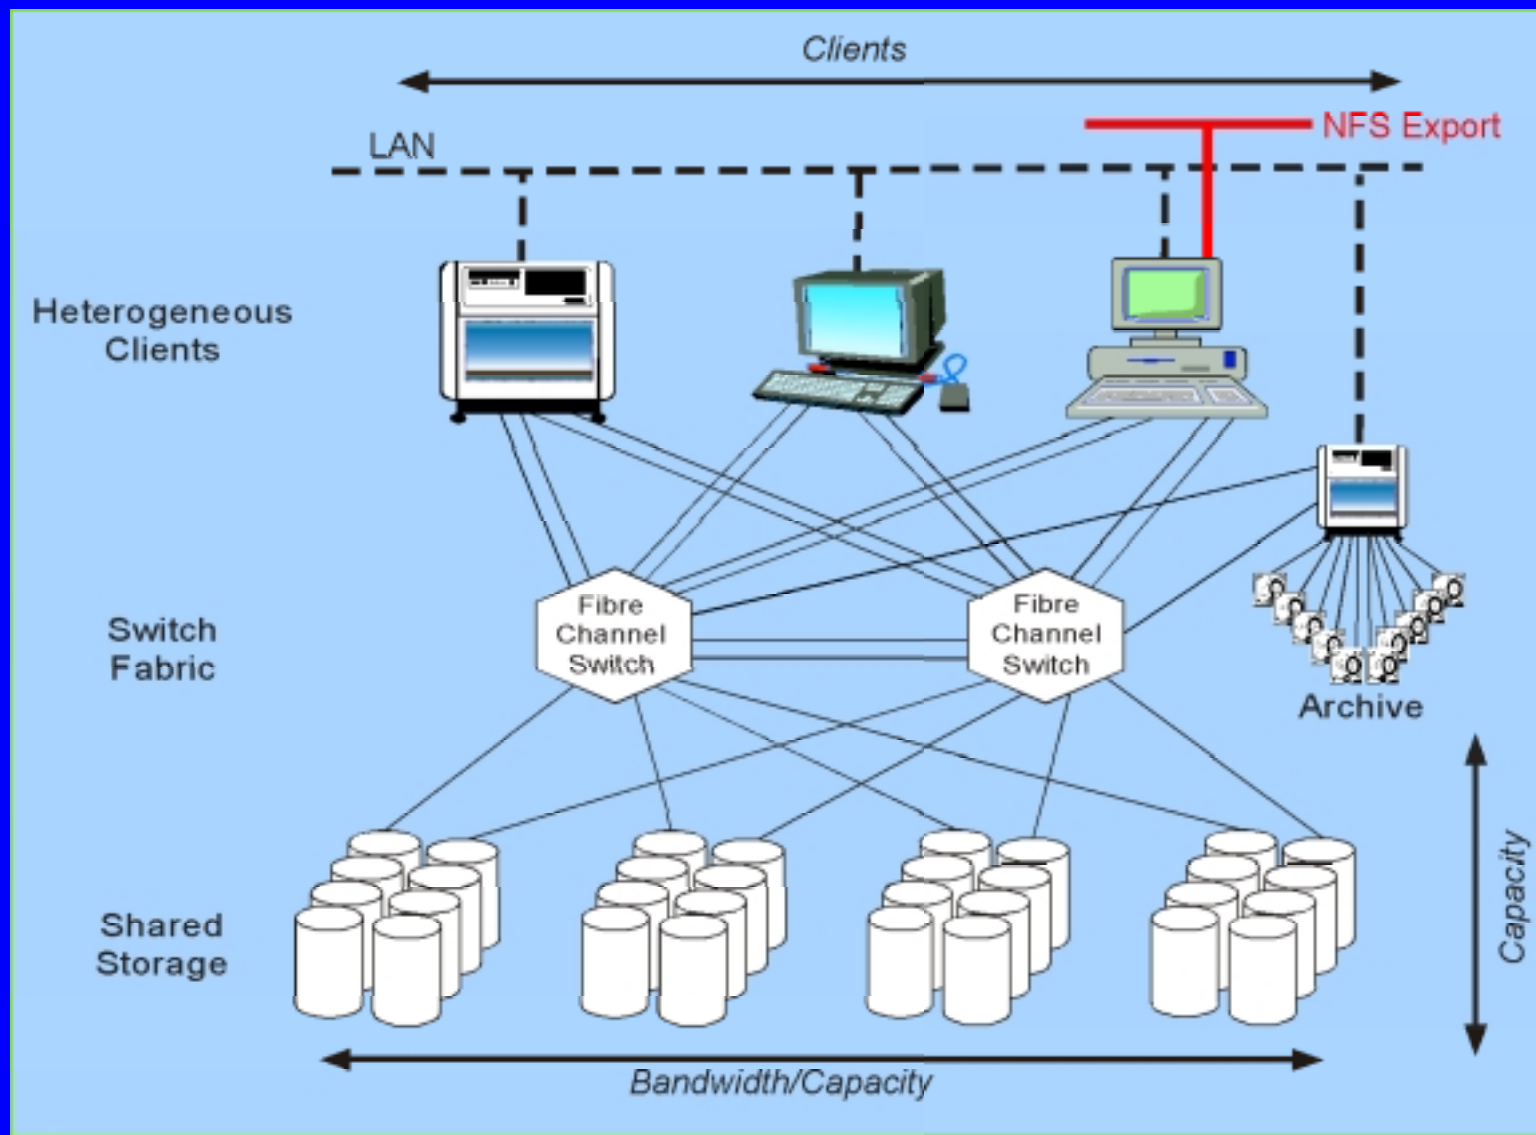 Clients
NFS Export
LAN
Heterogeneous
Clients
Fibre
Channel
Switch
Fibre
Channel
Switch
Switch
Fabric
Archive
Shared
Storage
Capacity
Bandwidth/Capacity